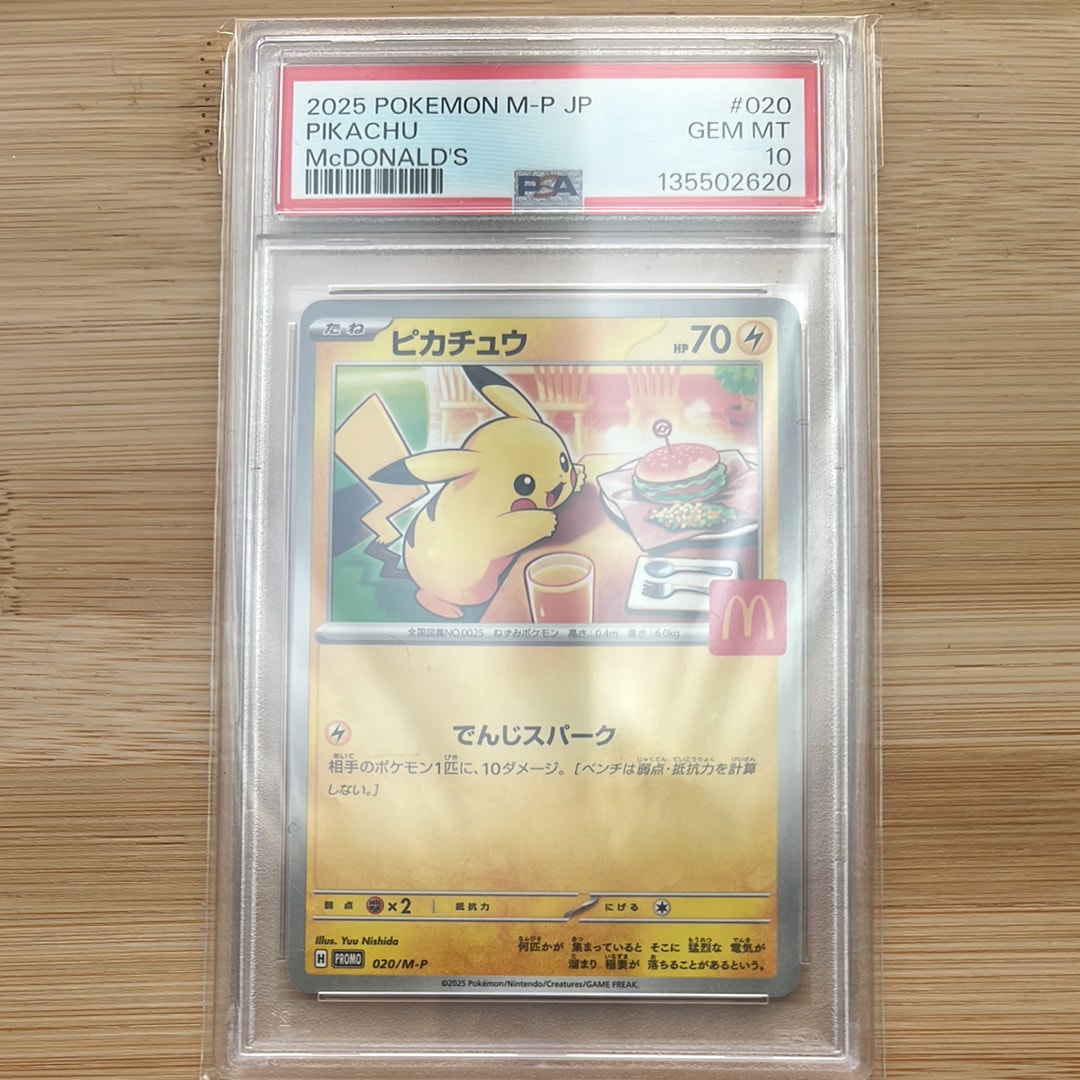 2025 POKEMON M-P JP #020
PIKACHU GEM MT
McDONALD'S 10
PSA 135502620
たね ピカチュウ HP70
M
全国図鑑NO.0025 ねずみポケモン 高さ:0.4m 重さ:6.0kg
でんじスパーク
相手のポケモン1匹に、10ダメージ。[ベンチは弱点・抵抗力を計算
しない。]
弱点 ×2 抵抗力 にげる
Illus. Yuu Nishida
何匹かが 集まっていると そこに 猛烈な 電気が
H PROMO 020/M-P
溜まり 稲妻が 落ちることがあるという。
©2025 Pokémon/Nintendo/Creatures/GAME FREAK.